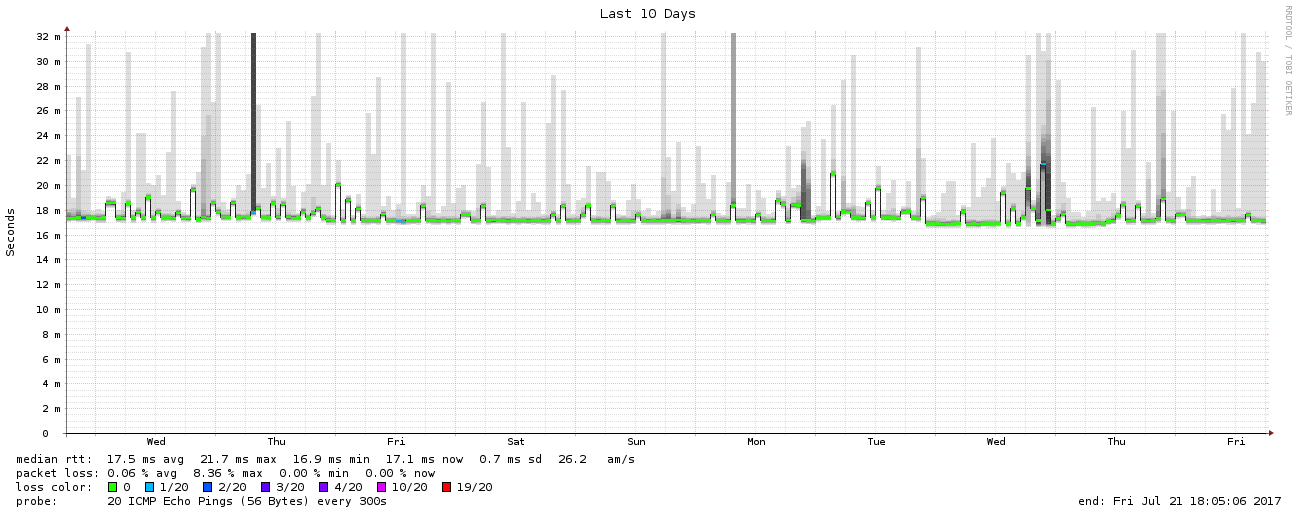 Last 10 Days
RRDTOOL / TOBI OETIKER
Seconds
32 m
30 m
28 m
26 m
24 m
22 m
20 m
18 m
16 m
14 m
12 m
10 m
8 m
6 m
4 m
2 m
0
Wed Thu Fri Sat Sun Mon Tue Wed Thu Fri
median rtt: 17.5 ms avg 21.7 ms max 16.9 ms min 17.1 ms now 0.7 ms sd 26.2 am/s
packet loss: 0.06 % avg 8.36 % max 0.00 % min 0.00 % now
loss color: 0 1/20 2/20 3/20 4/20 10/20 19/20
probe: 20 ICMP Echo Pings (56 Bytes) every 300s end: Fri Jul 21 18:05:06 2017